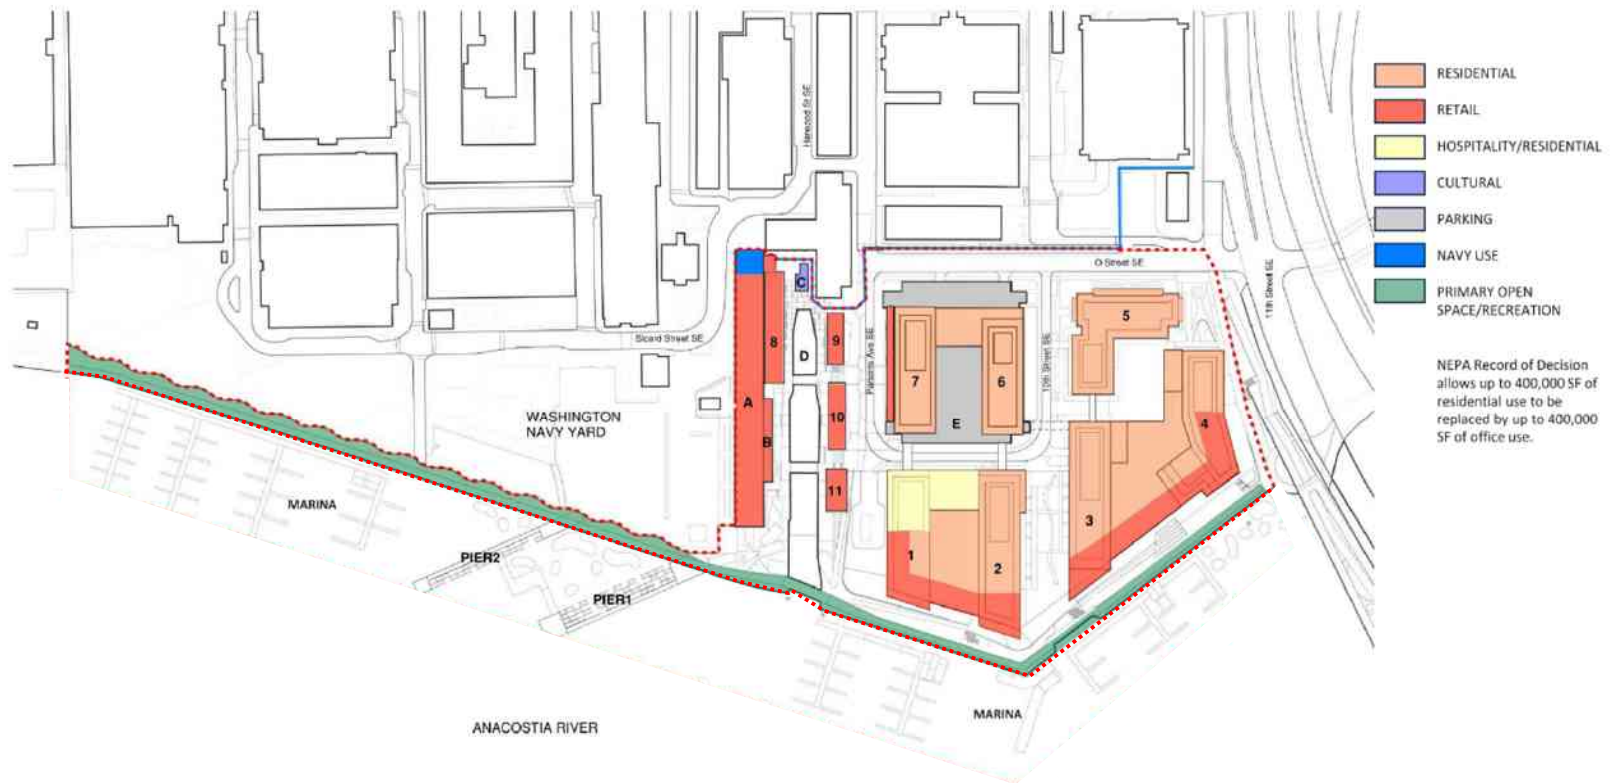 RESIDENTIAL
RETAIL
HOSPITALITY/RESIDENTIAL
CULTURAL
PARKING
NAVY USE
PRIMARY OPEN
SPACE/RECREATION
NEPA Record of Decision
allows up to 400,000 SF of
residential use to be
replaced by up to 400,000
SF of office use.
Harwood St SE
O Street SE
11th Street SE
Sicard Street SE
Parsons Ave SE
10th Street SE
C
8
9
D
5
7
6
A
10
E
4
B
11
3
1
2
WASHINGTON
NAVY YARD
MARINA
PIER2
PIER1
MARINA
ANACOSTIA RIVER